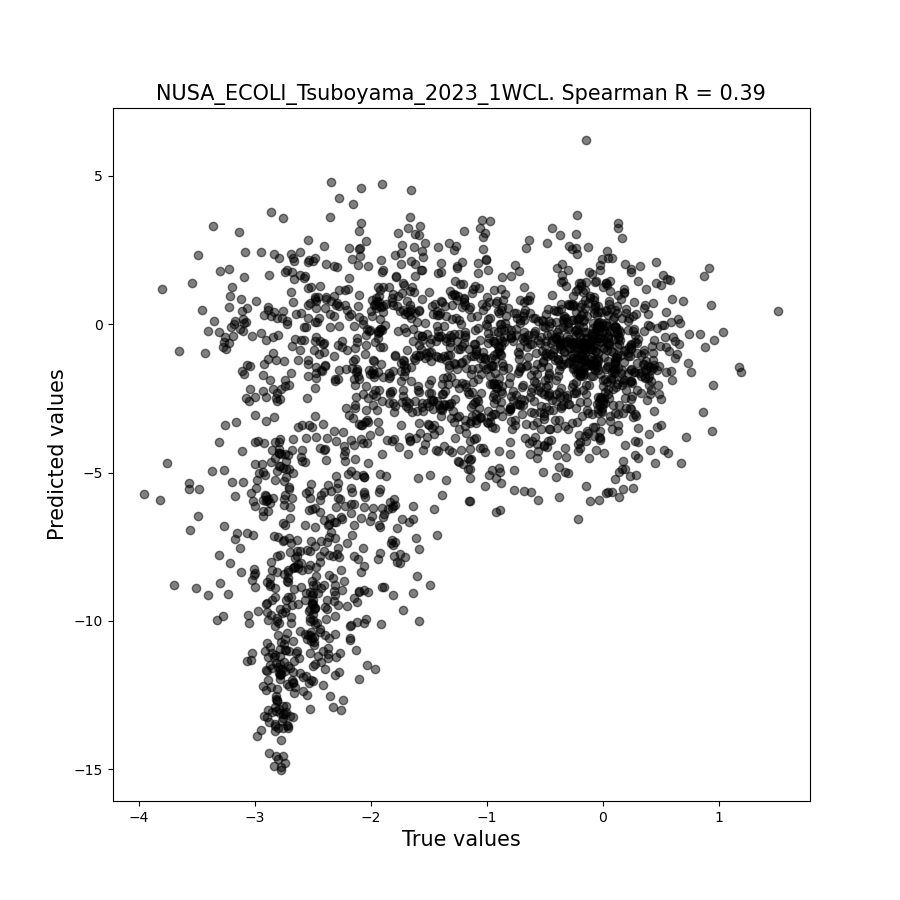 NUSA_ECOLI_Tsuboyama_2023_1WCL. Spearman R = 0.39
Predicted values
5
0
−5
−10
−15
−4 −3 −2 −1 0 1
True values